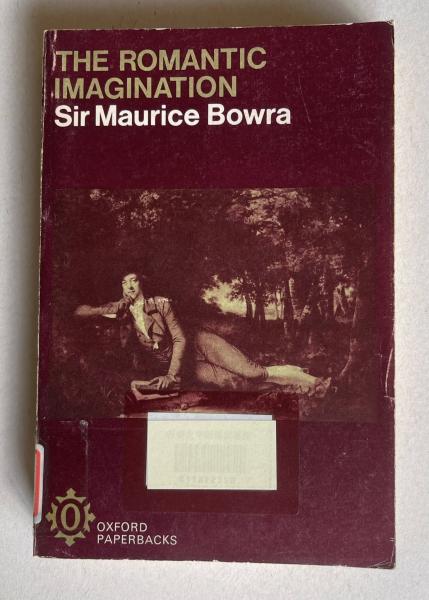 THE ROMANTIC
IMAGINATION
Sir Maurice Bowra
OXFORD
PAPERBACKS